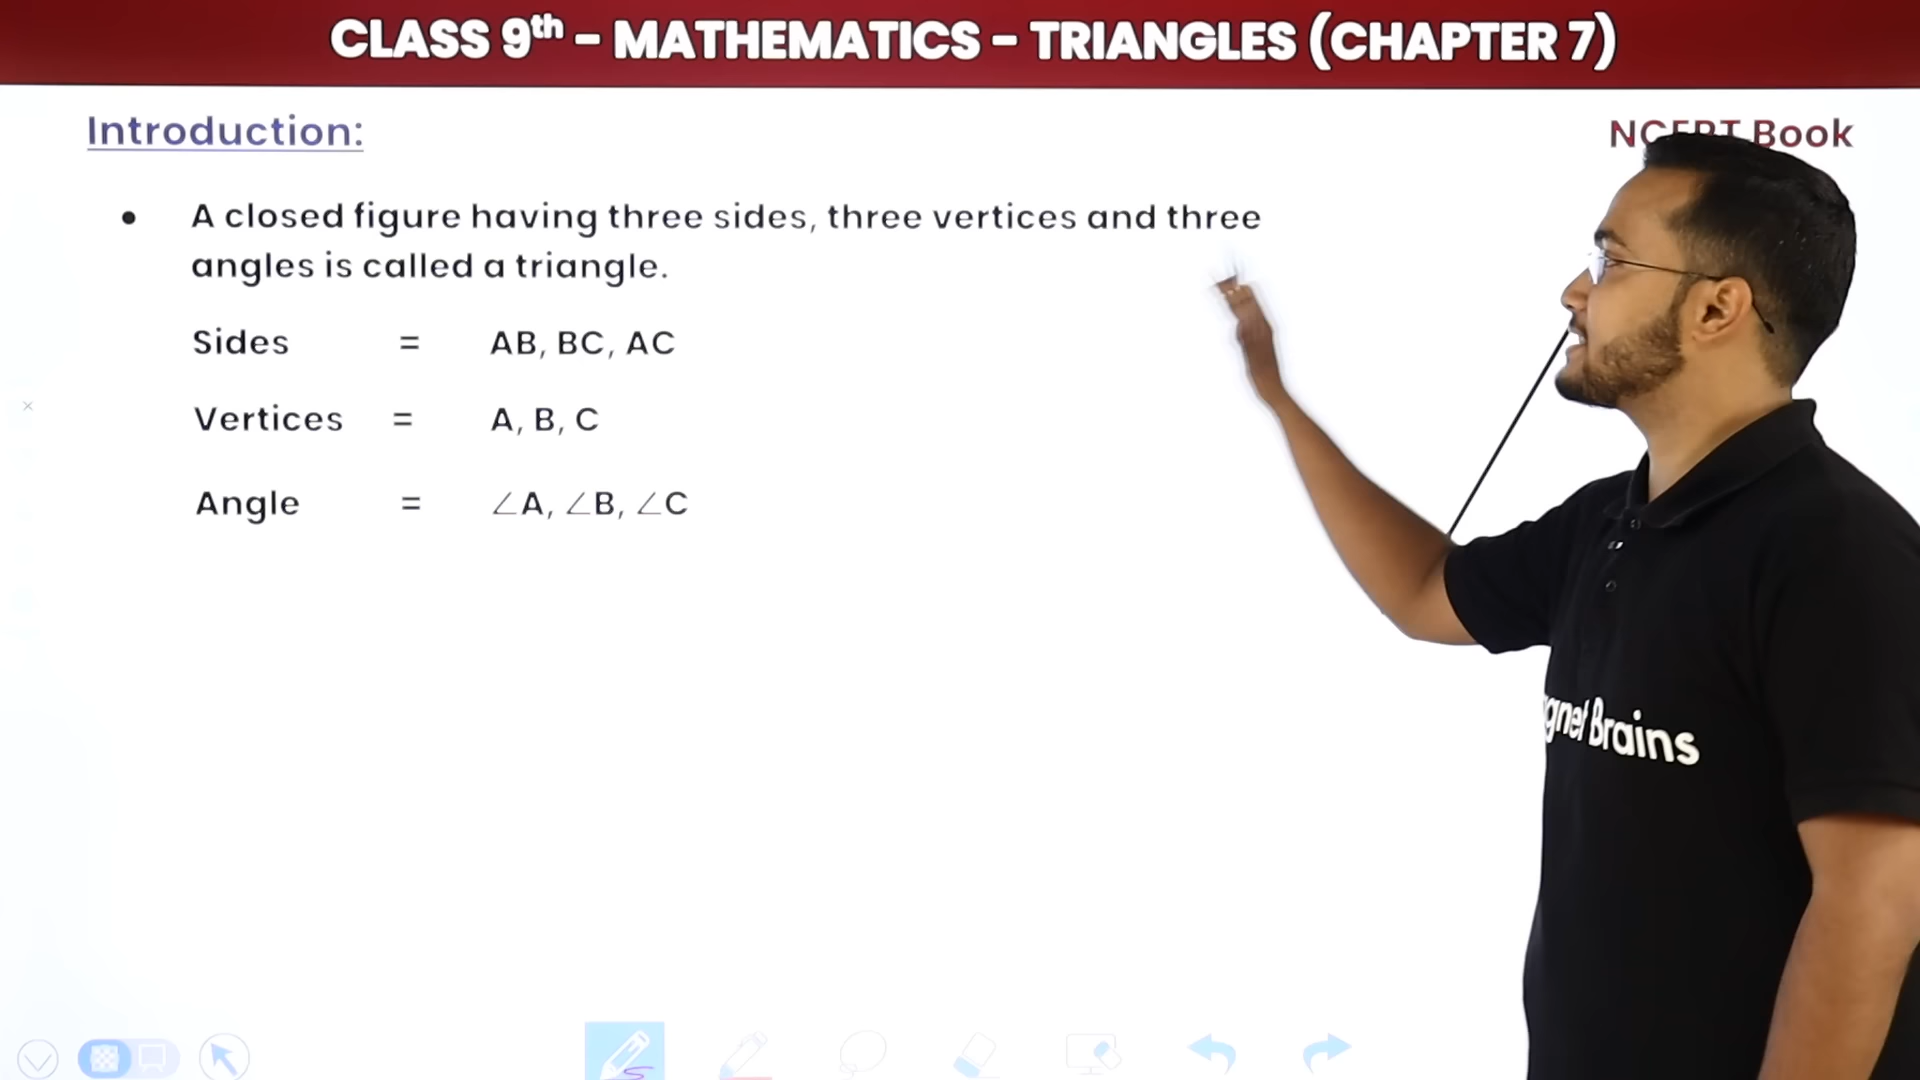 CLASS 9th - MATHEMATICS - TRIANGLES (CHAPTER 7)
Introduction:
Book
• A closed figure having three sides, three vertices and three
angles is called a triangle.
Sides = AB, BC, AC
Vertices = A, B, C
Angle = ∠A, ∠B, ∠C
Brains